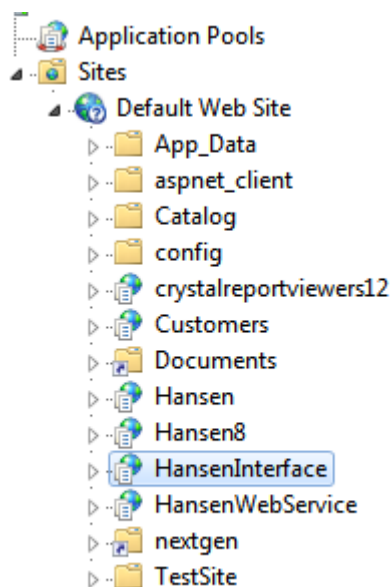 Application Pools
Sites
Default Web Site
App_Data
aspnet_client
Catalog
config
crystalreportviewers12
Customers
Documents
Hansen
Hansen8
HansenInterface
HansenWebService
nextgen
TestSite